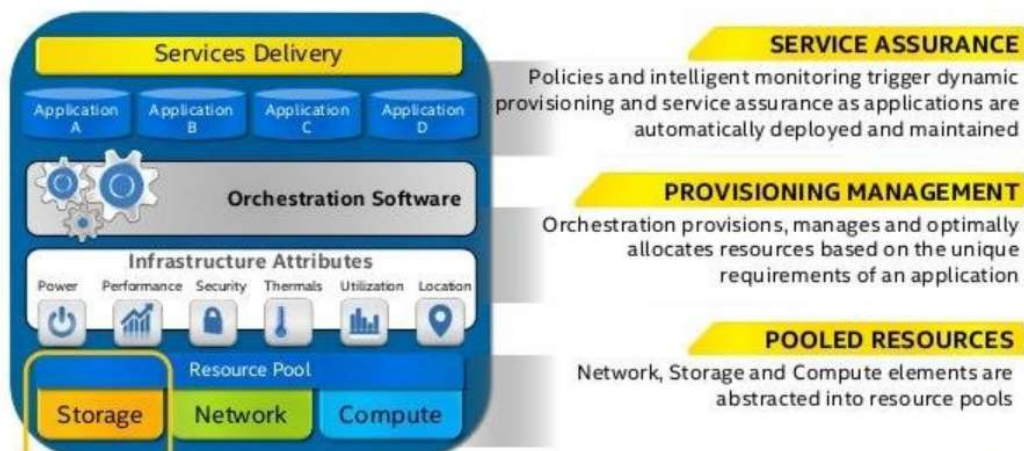 Services Delivery
Application A
Application B
Application C
Application D
Orchestration Software
Infrastructure Attributes
Power Performance Security Thermals Utilization Location
Resource Pool
Storage Network Compute
SERVICE ASSURANCE
Policies and intelligent monitoring trigger dynamic
provisioning and service assurance as applications are
automatically deployed and maintained
PROVISIONING MANAGEMENT
Orchestration provisions, manages and optimally
allocates resources based on the unique
requirements of an application
POOLED RESOURCES
Network, Storage and Compute elements are
abstracted into resource pools